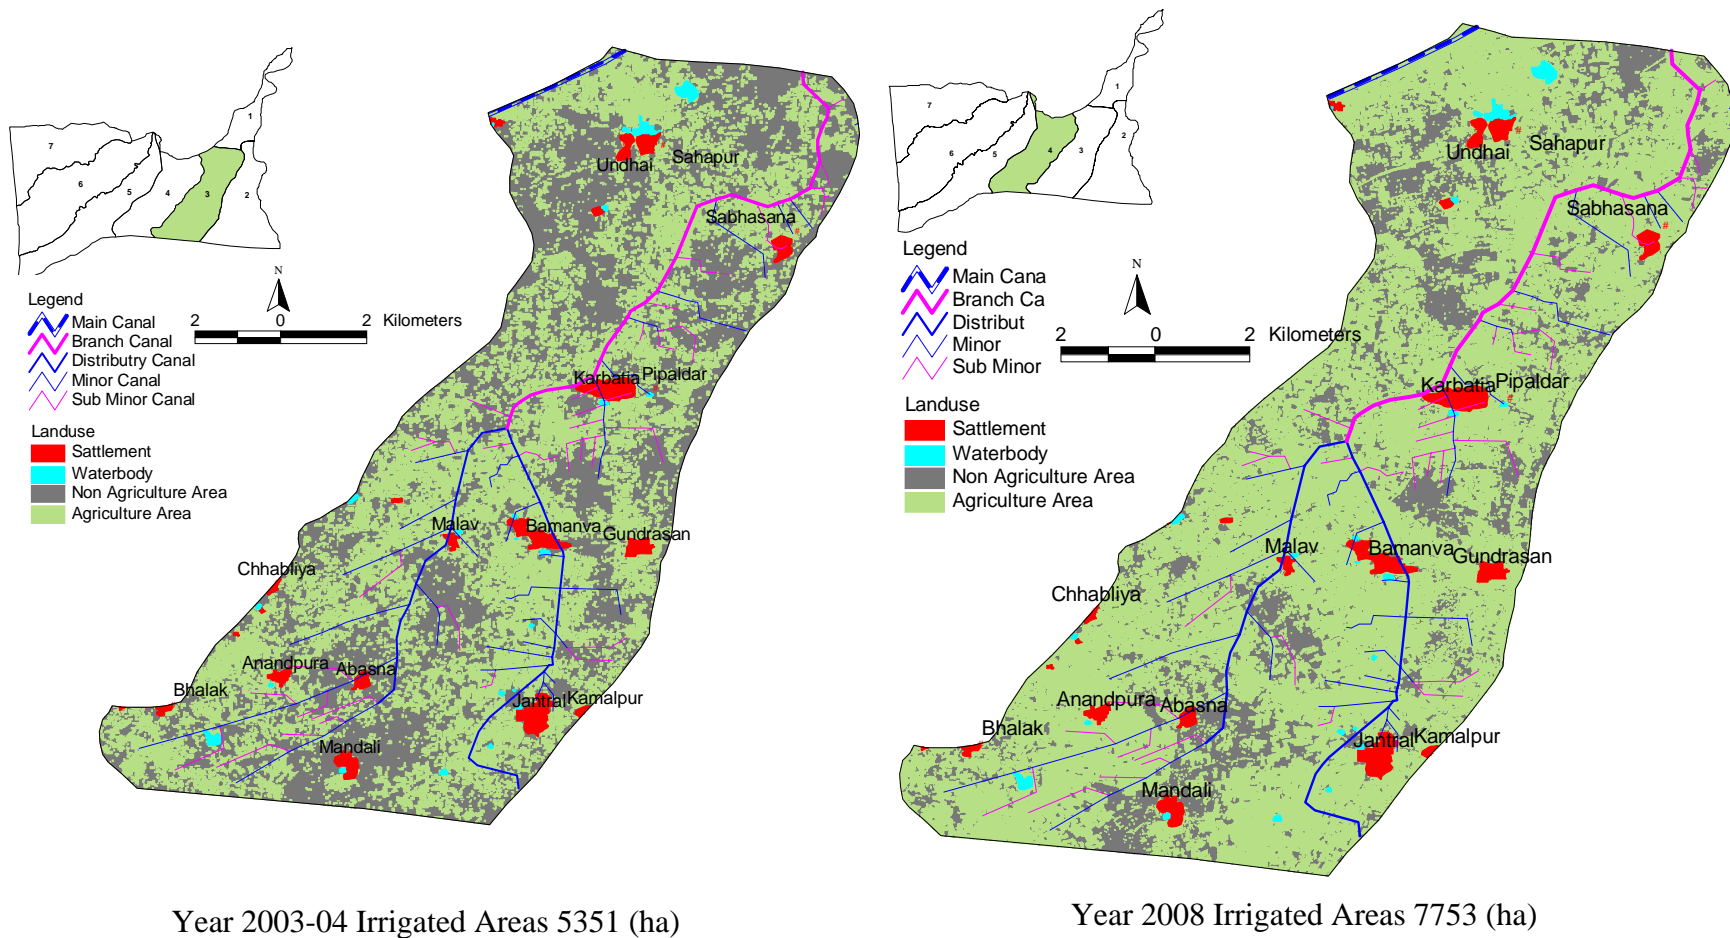 1
7
5
6
5
4
3
2
N
Legend
Main Canal
Branch Canal
Distributry Canal
Minor Canal
Sub Minor Canal
2 0 2 Kilometers
Landuse
Sattlement
Waterbody
Non Agriculture Area
Agriculture Area
Undhai
Sahapur
Sabhasana
Karbatia
Pipaldar
Malav
Bamanva
Gundrasan
Chhabliya
Anandpura
Abasna
Bhalak
Jantral
Kamalpur
Mandali
Year 2003-04 Irrigated Areas 5351 (ha)
1
7
2
6
5
4
3
N
Legend
Main Cana
Branch Ca
Distribut
Minor
Sub Minor
2 0 2 Kilometers
Landuse
Sattlement
Waterbody
Non Agriculture Area
Agriculture Area
Undhai
Sahapur
Sabhasana
Karbatia
Pipaldar
Malav
Bamanva
Gundrasan
Chhabliya
Anandpura
Abasna
Bhalak
Jantral
Kamalpur
Mandali
Year 2008 Irrigated Areas 7753 (ha)